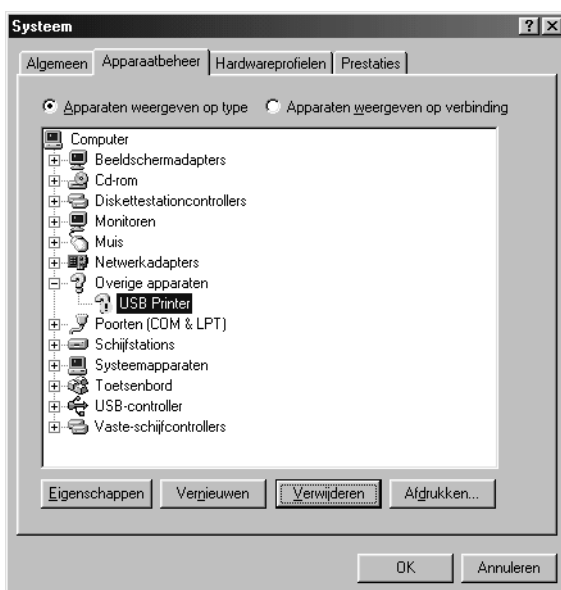 Systeem
Algemeen Apparaatbeheer Hardwareprofielen Prestaties
Apparaten weergeven op type Apparaten weergeven op verbinding
Computer
Beeldschermadapters
Cd-rom
Diskettestationcontrollers
Monitoren
Muis
Netwerkadapters
Overige apparaten
USB Printer
Poorten (COM & LPT)
Schijfstations
Systeemapparaten
Toetsenbord
USB-controller
Vaste-schijfcontrollers
Eigenschappen Vernieuwen Verwijderen Afdrukken...
OK Annuleren